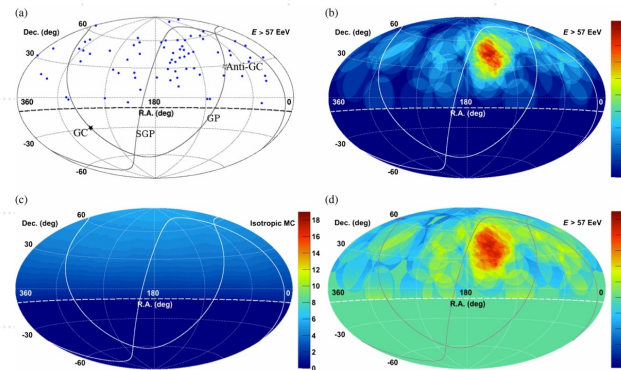 (a)
60
Dec. (deg)
E > 57 EeV
30
Anti-GC
360
180
0
R.A. (deg)
GP
GC
SGP
-30
-60
(b)
60
Dec. (deg)
E > 57 EeV
30
360
180
0
R.A. (deg)
-30
-60
(c)
60
Dec. (deg)
Isotropic MC
30
360
180
0
R.A. (deg)
-30
-60
18
16
14
12
10
8
6
4
2
0
(d)
60
Dec. (deg)
E > 57 EeV
30
360
180
0
R.A. (deg)
-30
-60